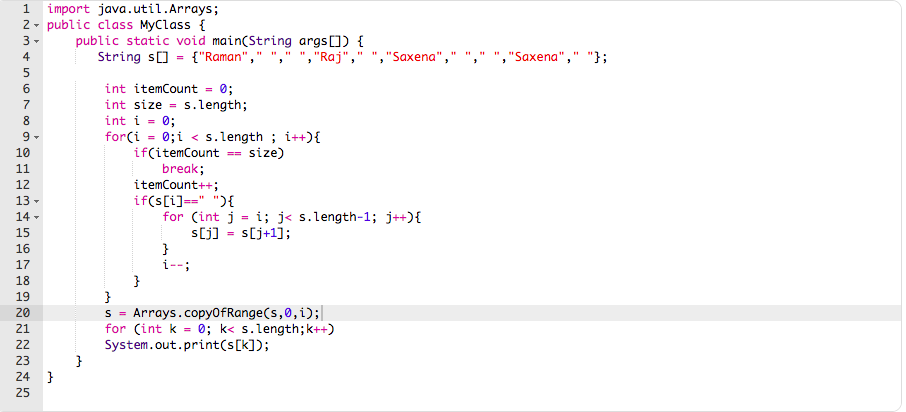 1 import java.util.Arrays;
2 public class MyClass {
3     public static void main(String args[]) {
4        String s[] = {"Raman"," "," ","Raj"," ","Saxena"," "," ","Saxena"," "};
5
6         int itemCount = 0;
7         int size = s.length;
8         int i = 0;
9         for(i = 0;i < s.length ; i++){
10             if(itemCount == size)
11                 break;
12             itemCount++;
13             if(s[i]==" "){
14                 for (int j = i; j< s.length-1; j++){
15                     s[j] = s[j+1];
16                 }
17                 i--;
18             }
19         }
20         s = Arrays.copyOfRange(s,0,i);
21         for (int k = 0; k< s.length;k++)
22         System.out.print(s[k]);
23     }
24 }
25